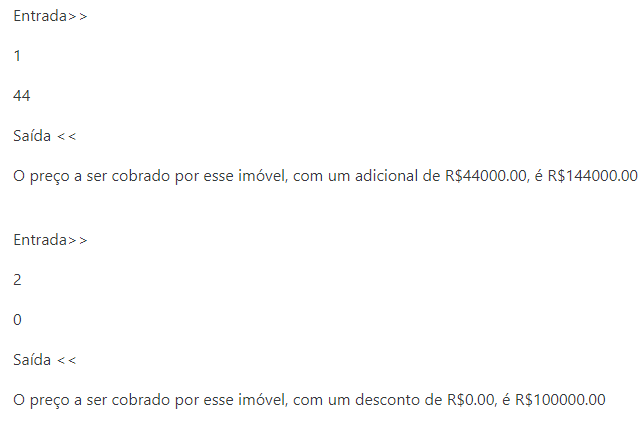 Entrada>>
1
44
Saída <<
O preço a ser cobrado por esse imóvel, com um adicional de R$44000.00, é R$144000.00
Entrada>>
2
0
Saída <<
O preço a ser cobrado por esse imóvel, com um desconto de R$0.00, é R$100000.00